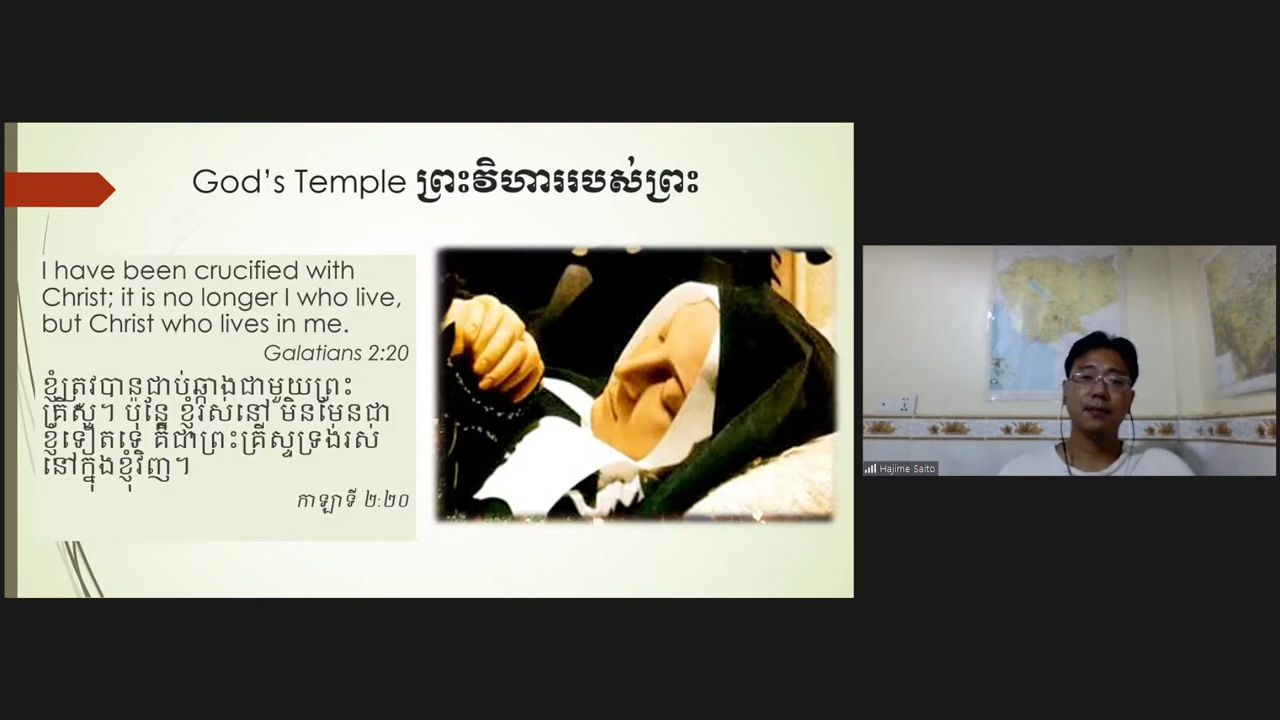 God's Temple ព្រះវិហាររបស់ព្រះ
I have been crucified with
Christ; it is no longer I who live,
but Christ who lives in me.
Galatians 2:20
ខ្ញុំត្រូវបានជាប់ឆ្កាងជាមួយព្រះ
គ្រិស្ត។ ប៉ុន្តែ ខ្ញុំរស់នៅ មិនមែនជា
ខ្ញុំទៀតទេ គឺជាព្រះគ្រីស្ទទ្រង់រស់
នៅក្នុងខ្ញុំវិញ។
កាឡាទី ២:២០
Hajime Saito